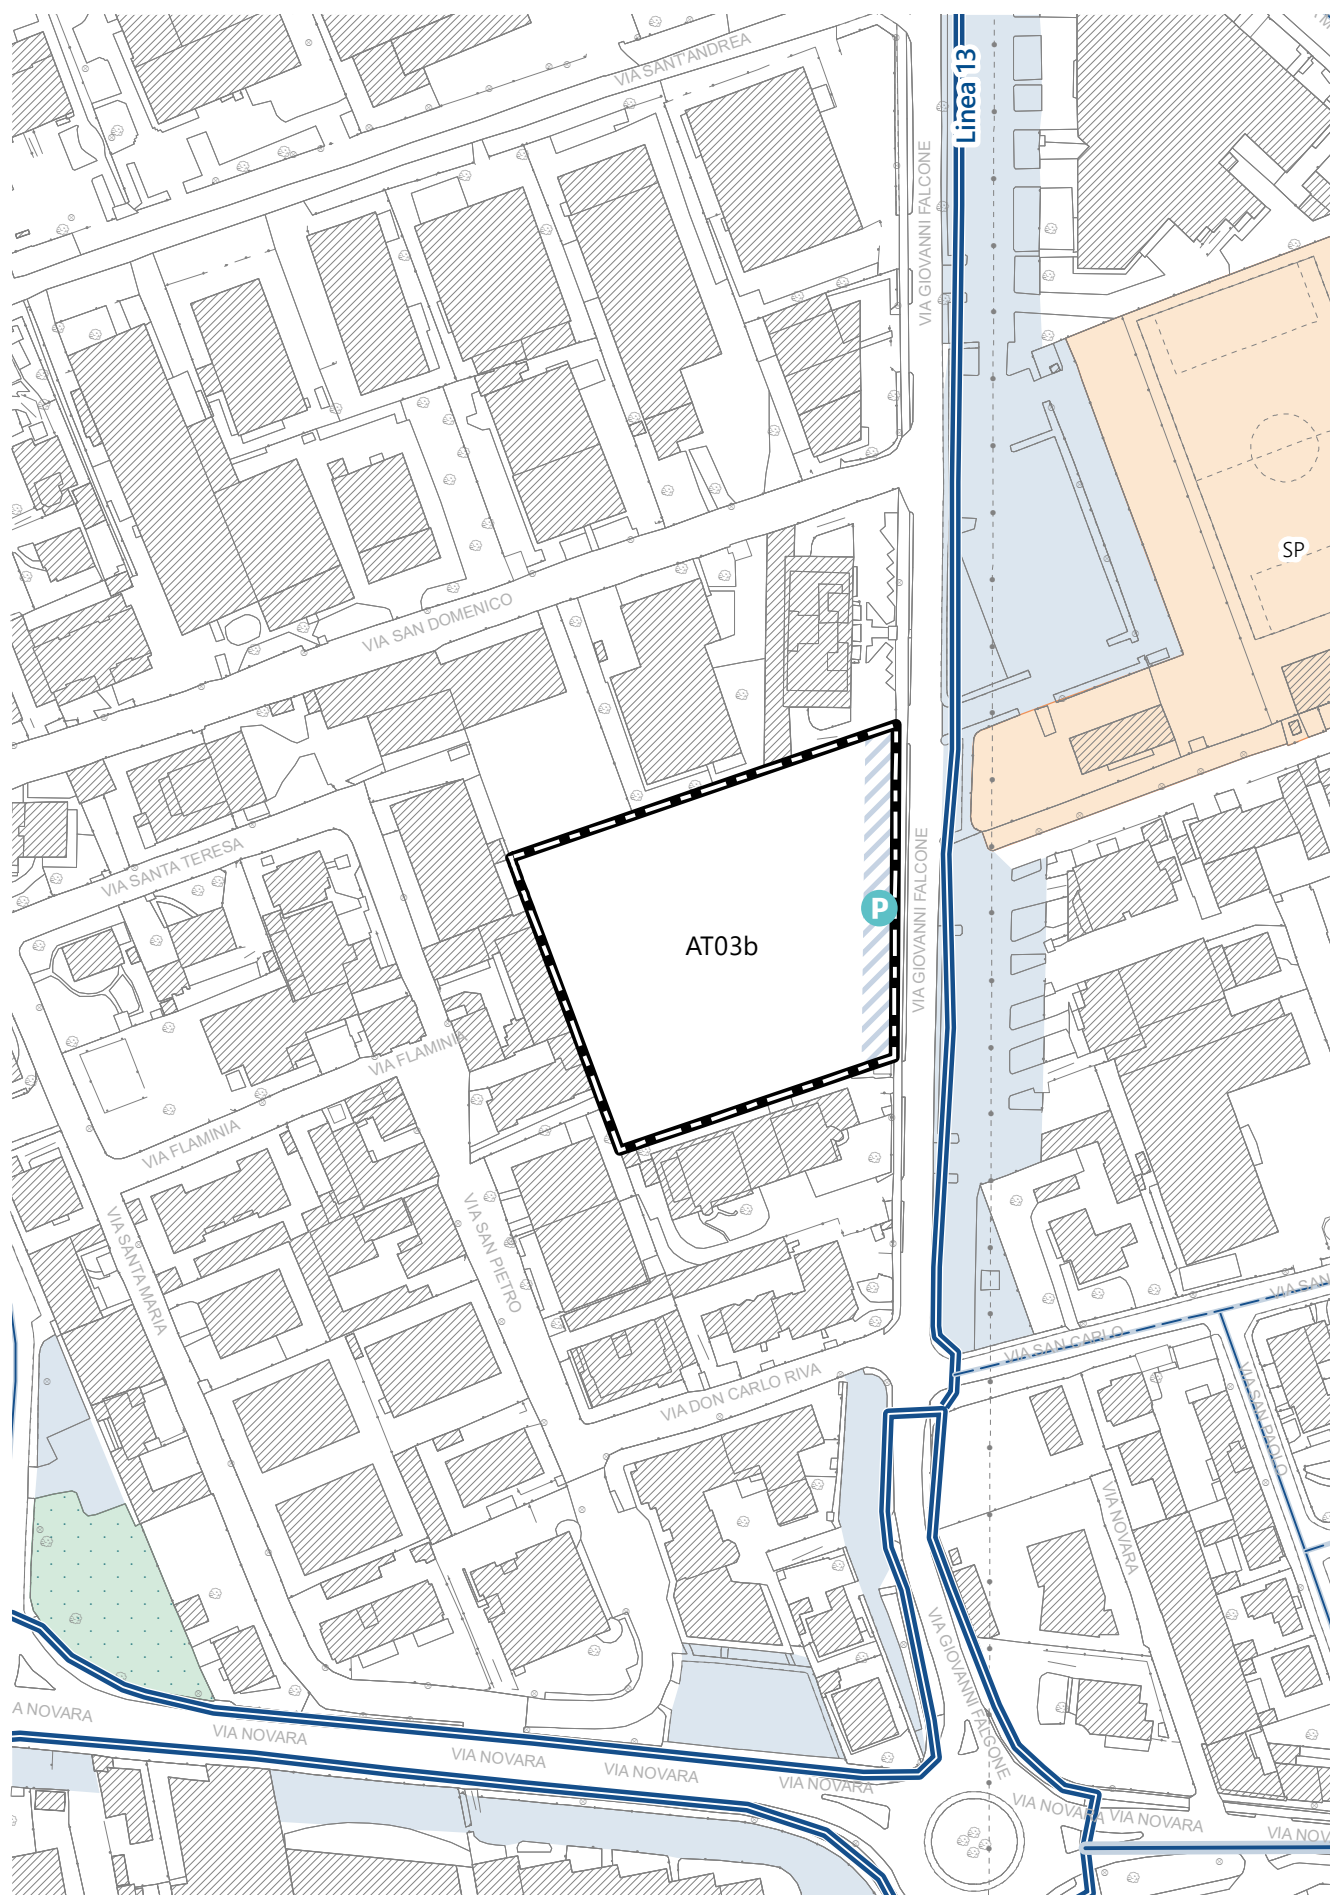 VIA SANT'ANDREA
Linea 13
VIA GIOVANNI FALCONE
SP
VIA SAN DOMENICO
VIA SANTA TERESA
VIA GIOVANNI FALCONE
P
AT03b
VIA FLAMINIA
VIA FLAMINIA
VIA SANTA MARIA
VIA SAN PIETRO
VIA SAN
VIA SAN CARLO
VIA DON CARLO RIVA
VIA SAN PAOLO
VIA NOVARA
VIA GIOVANNI FALCONE
A NOVARA
VIA NOVARA
VIA NOVARA
VIA NOVARA
VIA NOVARA
VIA NOVARA
VIA NOVARA
VIA NOV